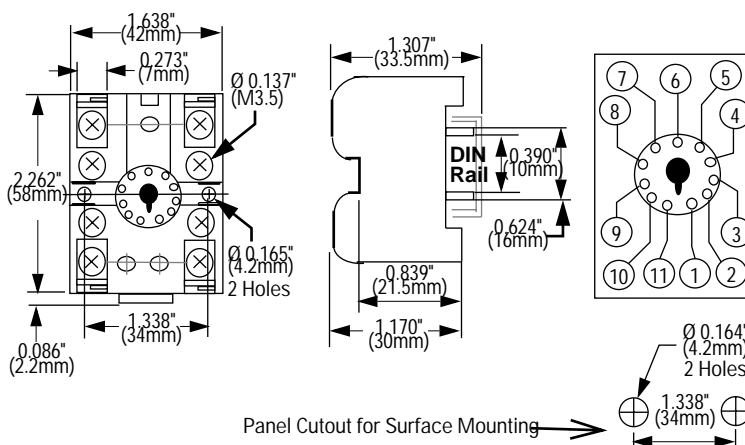 1.638"
(42mm)
0.273"
(7mm)
Ø 0.137"
(M3.5)
2.262"
(58mm)
Ø 0.165"
(4.2mm)
2 Holes
1.338"
(34mm)
0.086"
(2.2mm)
1.307"
(33.5mm)
DIN
Rail
0.390"
(10mm)
0.624"
(16mm)
0.839"
(21.5mm)
1.170"
(30mm)
7
6
5
8
4
9
3
10
11
1
2
Ø 0.164"
(4.2mm)
2 Holes
1.338"
(34mm)
Panel Cutout for Surface Mounting